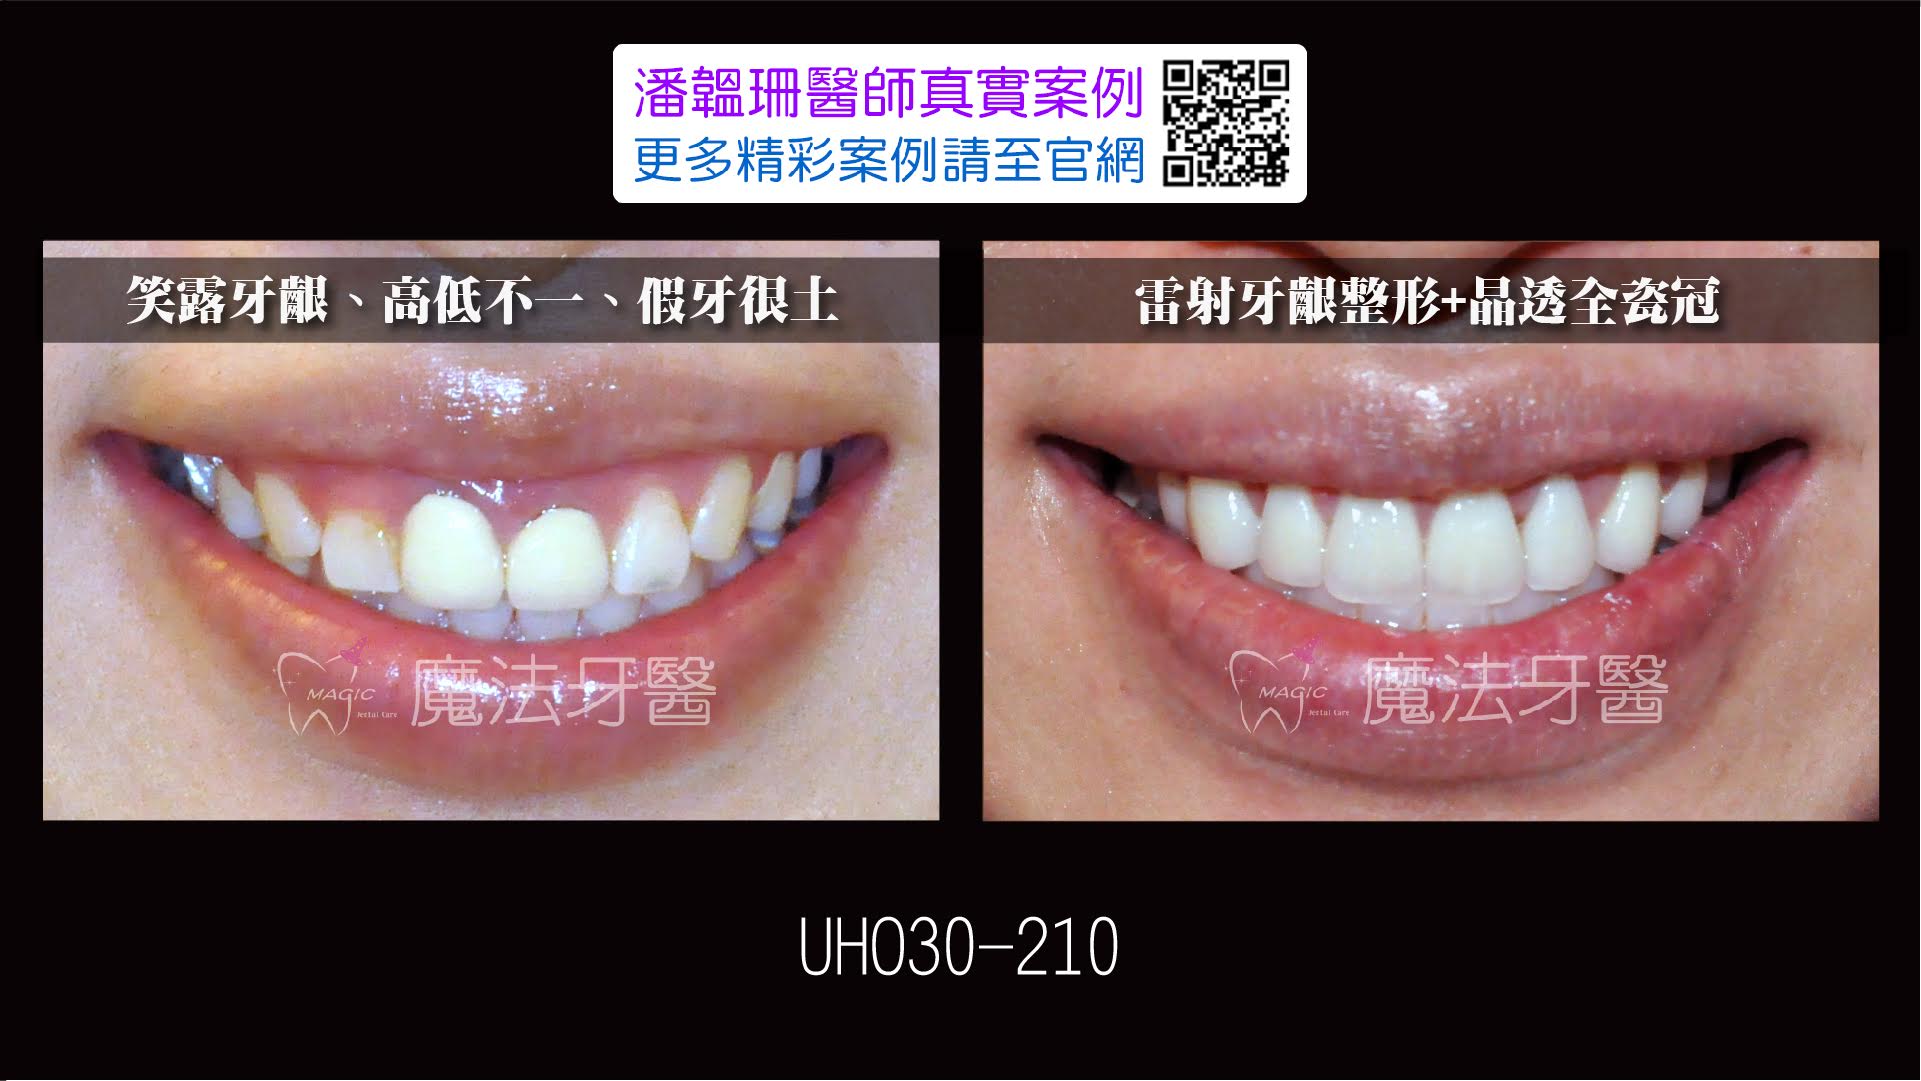 潘韞珊醫師真實案例
更多精彩案例請至官網
笑露牙齦、高低不一、假牙很土
雷射牙齦整形+晶透全瓷冠
MAGIC
魔法牙醫
MAGIC
魔法牙醫
UHO30-210